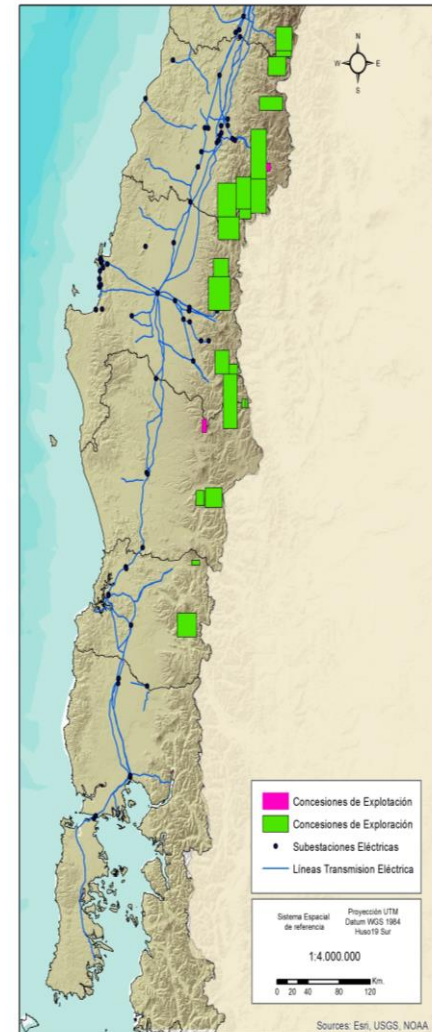 N
W E
S
Concesiones de Explotación
Concesiones de Exploración
Subestaciones Eléctricas
Líneas Transmision Eléctrica
Sistema Espacial
de referencia
Proyección UTM
Datum WGS 1984
Huso19 Sur
1:4.000.000
Km.
0 20 40 80 120
Sources: Esri, USGS, NOAA